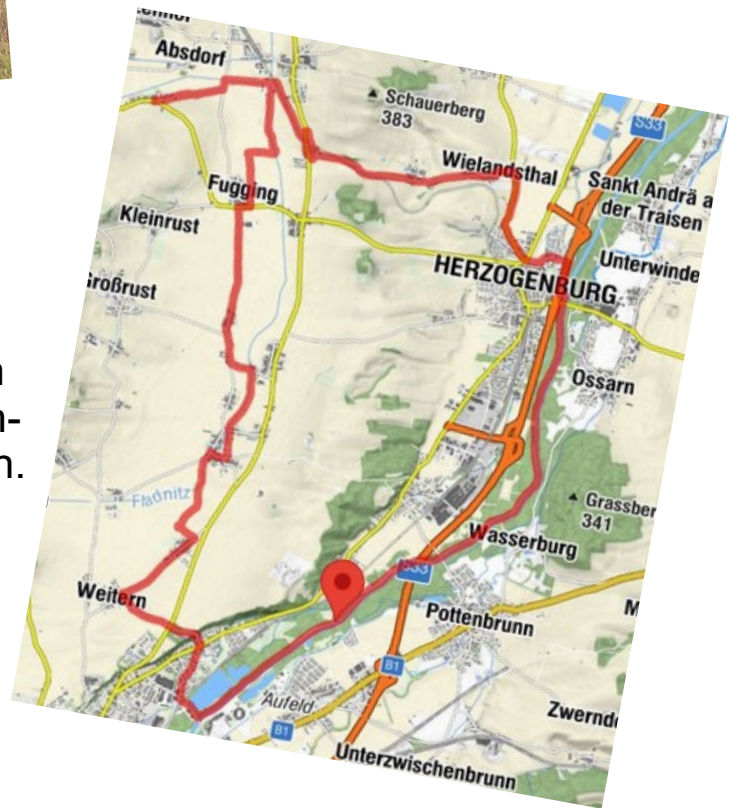 Absdorf
Schauerberg
383
S33
Wielandsthal
Sankt Andrä a
der Traisen
Fugging
Kleinrust
Unterwinde
HERZOGENBURG
Großrust
Ossarn
n-
n.
Fladnitz
Grassber
341
Wasserburg
S33
Weitern
Pottenbrunn
M
B1
Aufeld
B1
Zwernd
Unterzwischenbrunn